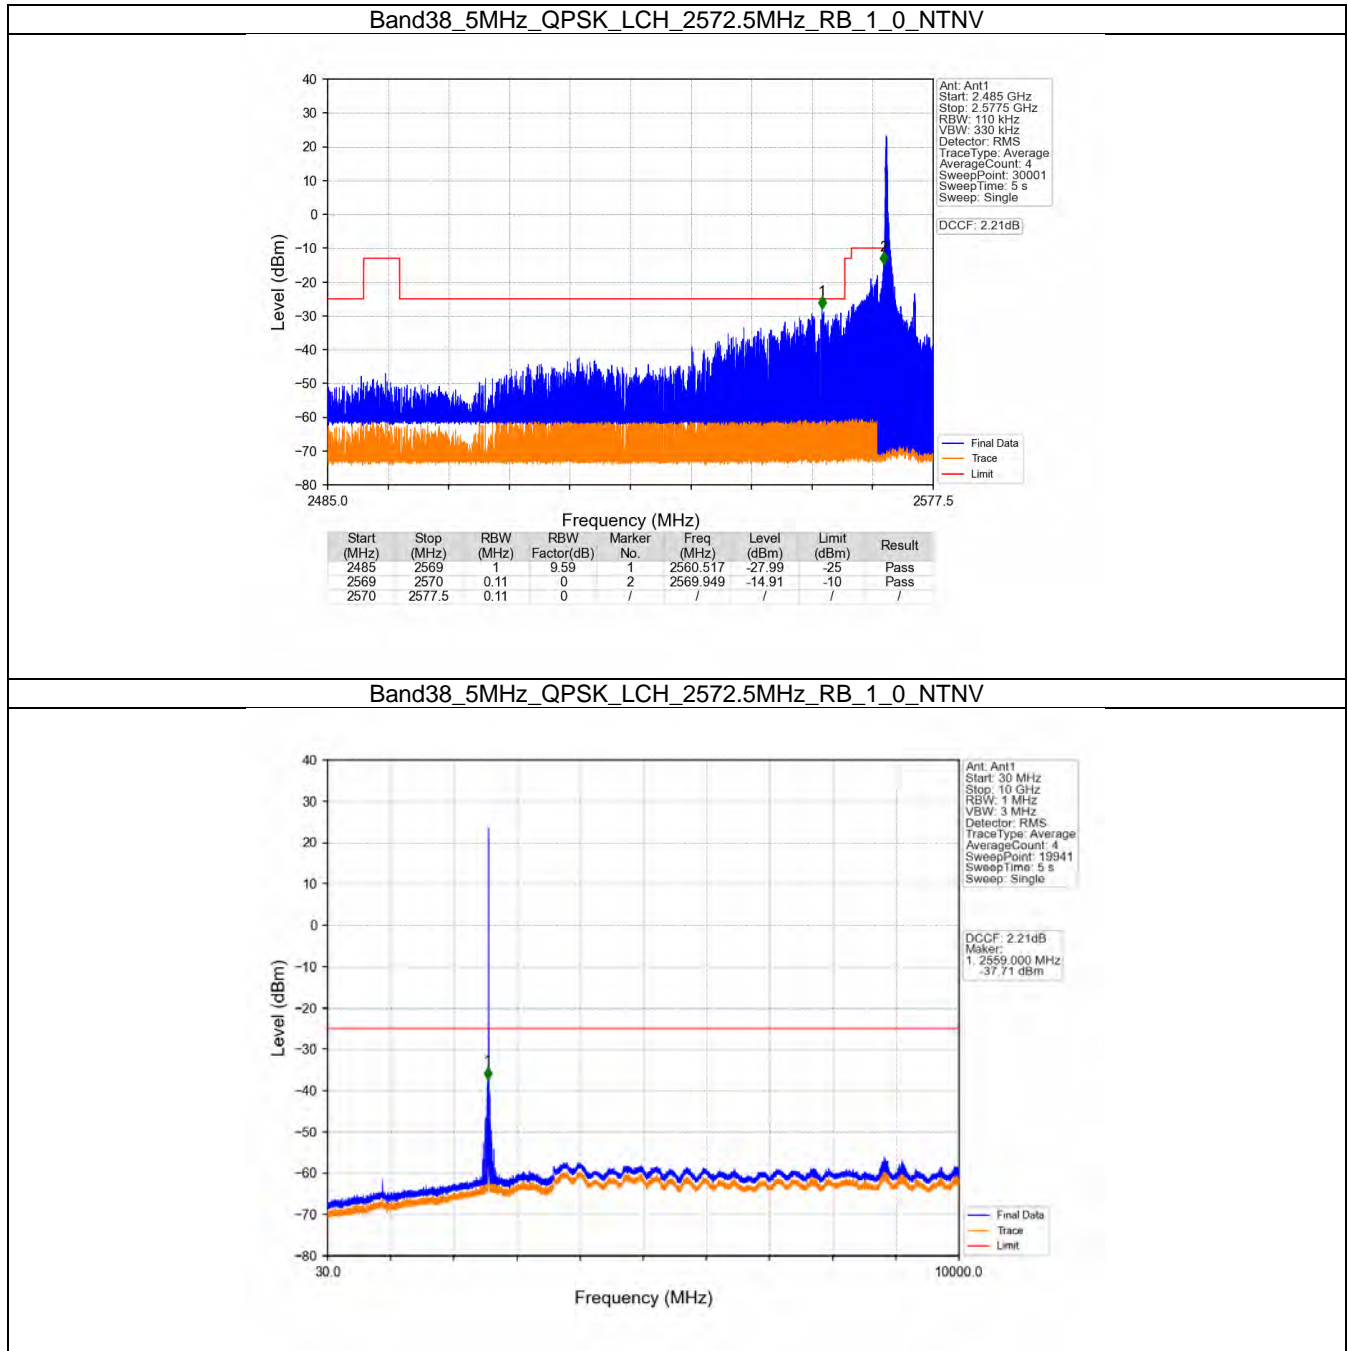 Band38_5MHz_QPSK_LCH_2572.5MHz_RB_1_0_NTNV
Ant: Ant1
Start: 2.485 GHz
Stop: 2.5775 GHz
RBW: 110 kHz
VBW: 330 kHz
Detector: RMS
TraceType: Average
AverageCount: 4
SweepPoint: 30001
SweepTime: 5 s
Sweep: Single
DCCF: 2.21dB
Level (dBm)
40
30
20
10
0
−10
−20
−30
−40
−50
−60
−70
−80
1
2
Final Data
Trace
Limit
2485.0 2577.5
Frequency (MHz)
Start (MHz) Stop (MHz) RBW (MHz) RBW Factor(dB) Marker No. Freq (MHz) Level (dBm) Limit (dBm) Result
2485 2569 1 9.59 1 2560.517 -27.99 -25 Pass
2569 2570 0.11 0 2 2569.949 -14.91 -10 Pass
2570 2577.5 0.11 0 / / / / /
Band38_5MHz_QPSK_LCH_2572.5MHz_RB_1_0_NTNV
Ant: Ant1
Start: 30 MHz
Stop: 10 GHz
RBW: 1 MHz
VBW: 3 MHz
Detector: RMS
TraceType: Average
AverageCount: 4
SweepPoint: 19941
SweepTime: 5 s
Sweep: Single
DCCF: 2.21dB
Maker:
1. 2559.000 MHz
-37.71 dBm
Level (dBm)
40
30
20
10
0
−10
−20
−30
−40
−50
−60
−70
−80
1
Final Data
Trace
Limit
30.0 10000.0
Frequency (MHz)